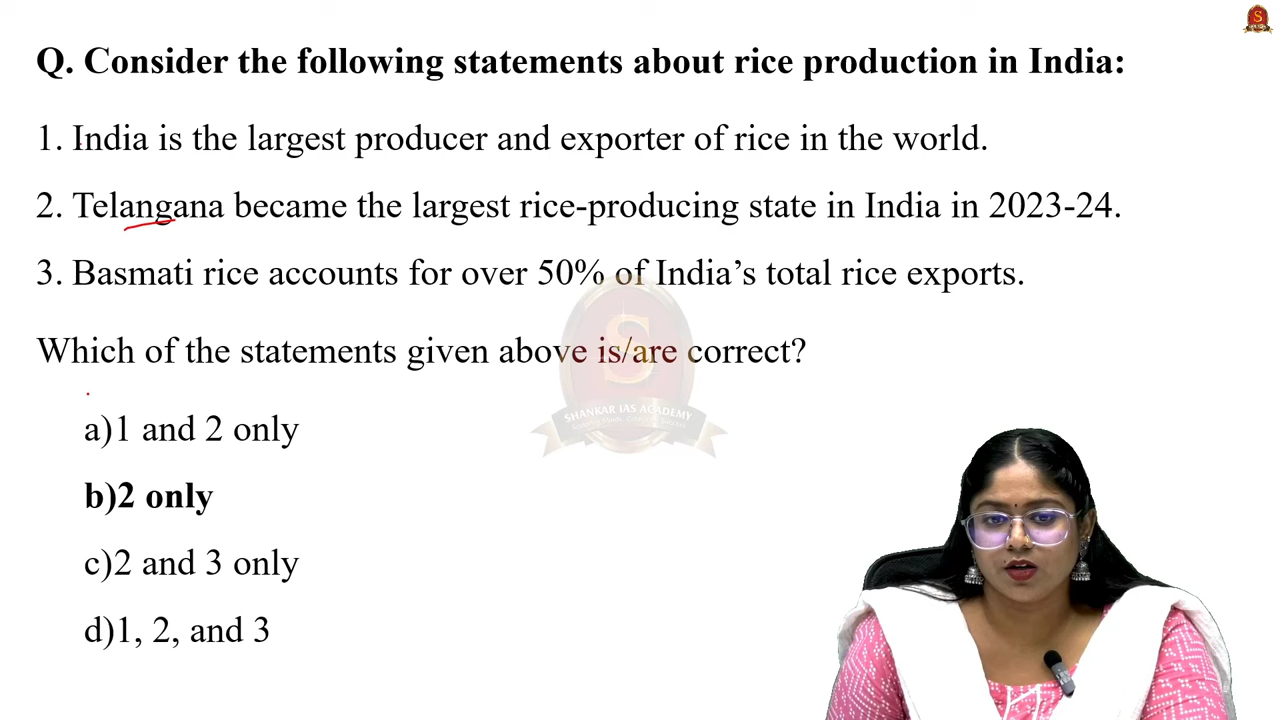 Q. Consider the following statements about rice production in India:
1. India is the largest producer and exporter of rice in the world.
2. Telangana became the largest rice-producing state in India in 2023-24.
3. Basmati rice accounts for over 50% of India’s total rice exports.
Which of the statements given above is/are correct?
S
SHANKAR IAS ACADEMY
a)1 and 2 only
b)2 only
c)2 and 3 only
d)1, 2, and 3